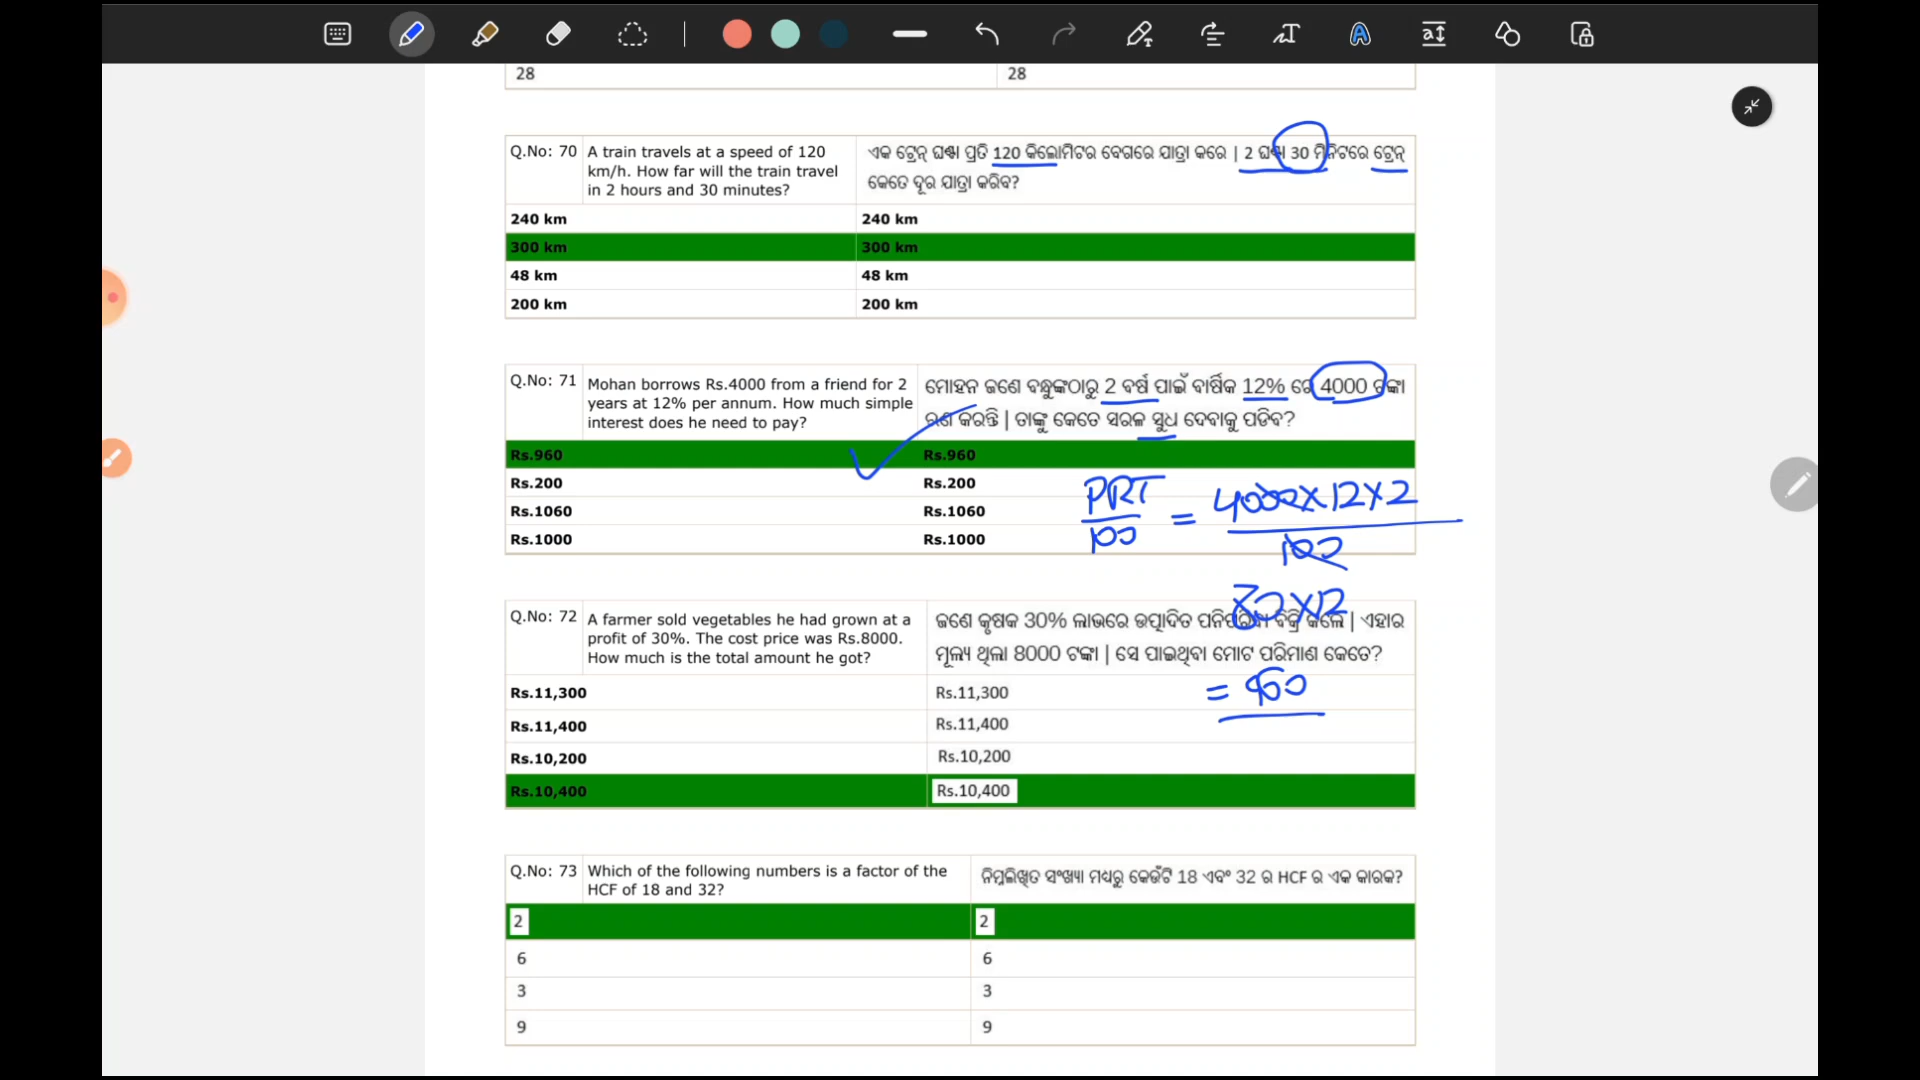 28
28
Q.No: 70
A train travels at a speed of 120
km/h. How far will the train travel
in 2 hours and 30 minutes?
ଏକ ଟ୍ରେନ୍ ଘଣ୍ଟା ପ୍ରତି 120 କିଲୋମିଟର ବେଗରେ ଯାତ୍ରା କରେ | 2 ଘଣ୍ଟା 30 ମିନିଟରେ ଟ୍ରେନ୍
କେତେ ଦୂର ଯାତ୍ରା କରିବ?
240 km
240 km
300 km
300 km
48 km
48 km
200 km
200 km
Q.No: 71
Mohan borrows Rs.4000 from a friend for 2
years at 12% per annum. How much simple
interest does he need to pay?
ମୋହନ ଜଣେ ବନ୍ଧୁଙ୍କଠାରୁ 2 ବର୍ଷ ପାଇଁ ବାର୍ଷିକ 12% ରେ 4000 ଟଙ୍କା
ଋଣ କରନ୍ତି | ତାଙ୍କୁ କେତେ ସରଳ ସୁଧ ଦେବାକୁ ପଡିବ?
Rs.960
Rs.960
Rs.200
Rs.200
Rs.1060
Rs.1060
Rs.1000
Rs.1000
PRT
100
=
4000×12×2
100
×12
= 960
Q.No: 72
A farmer sold vegetables he had grown at a
profit of 30%. The cost price was Rs.8000.
How much is the total amount he got?
ଜଣେ କୃଷକ 30% ଲାଭରେ ଉତ୍ପାଦିତ ପନିପରିବା ବିକ୍ରି କଲେ | ଏହାର
ମୂଲ୍ୟ ଥିଲା 8000 ଟଙ୍କା | ସେ ପାଇଥିବା ମୋଟ ପରିମାଣ କେତେ?
Rs.11,300
Rs.11,300
Rs.11,400
Rs.11,400
Rs.10,200
Rs.10,200
Rs.10,400
Rs.10,400
Q.No: 73
Which of the following numbers is a factor of the
HCF of 18 and 32?
ନିମ୍ନଲିଖିତ ସଂଖ୍ୟା ମଧ୍ୟରୁ କେଉଁଟି 18 ଏବଂ 32 ର HCF ର ଏକ କାରକ?
2
2
6
6
3
3
9
9